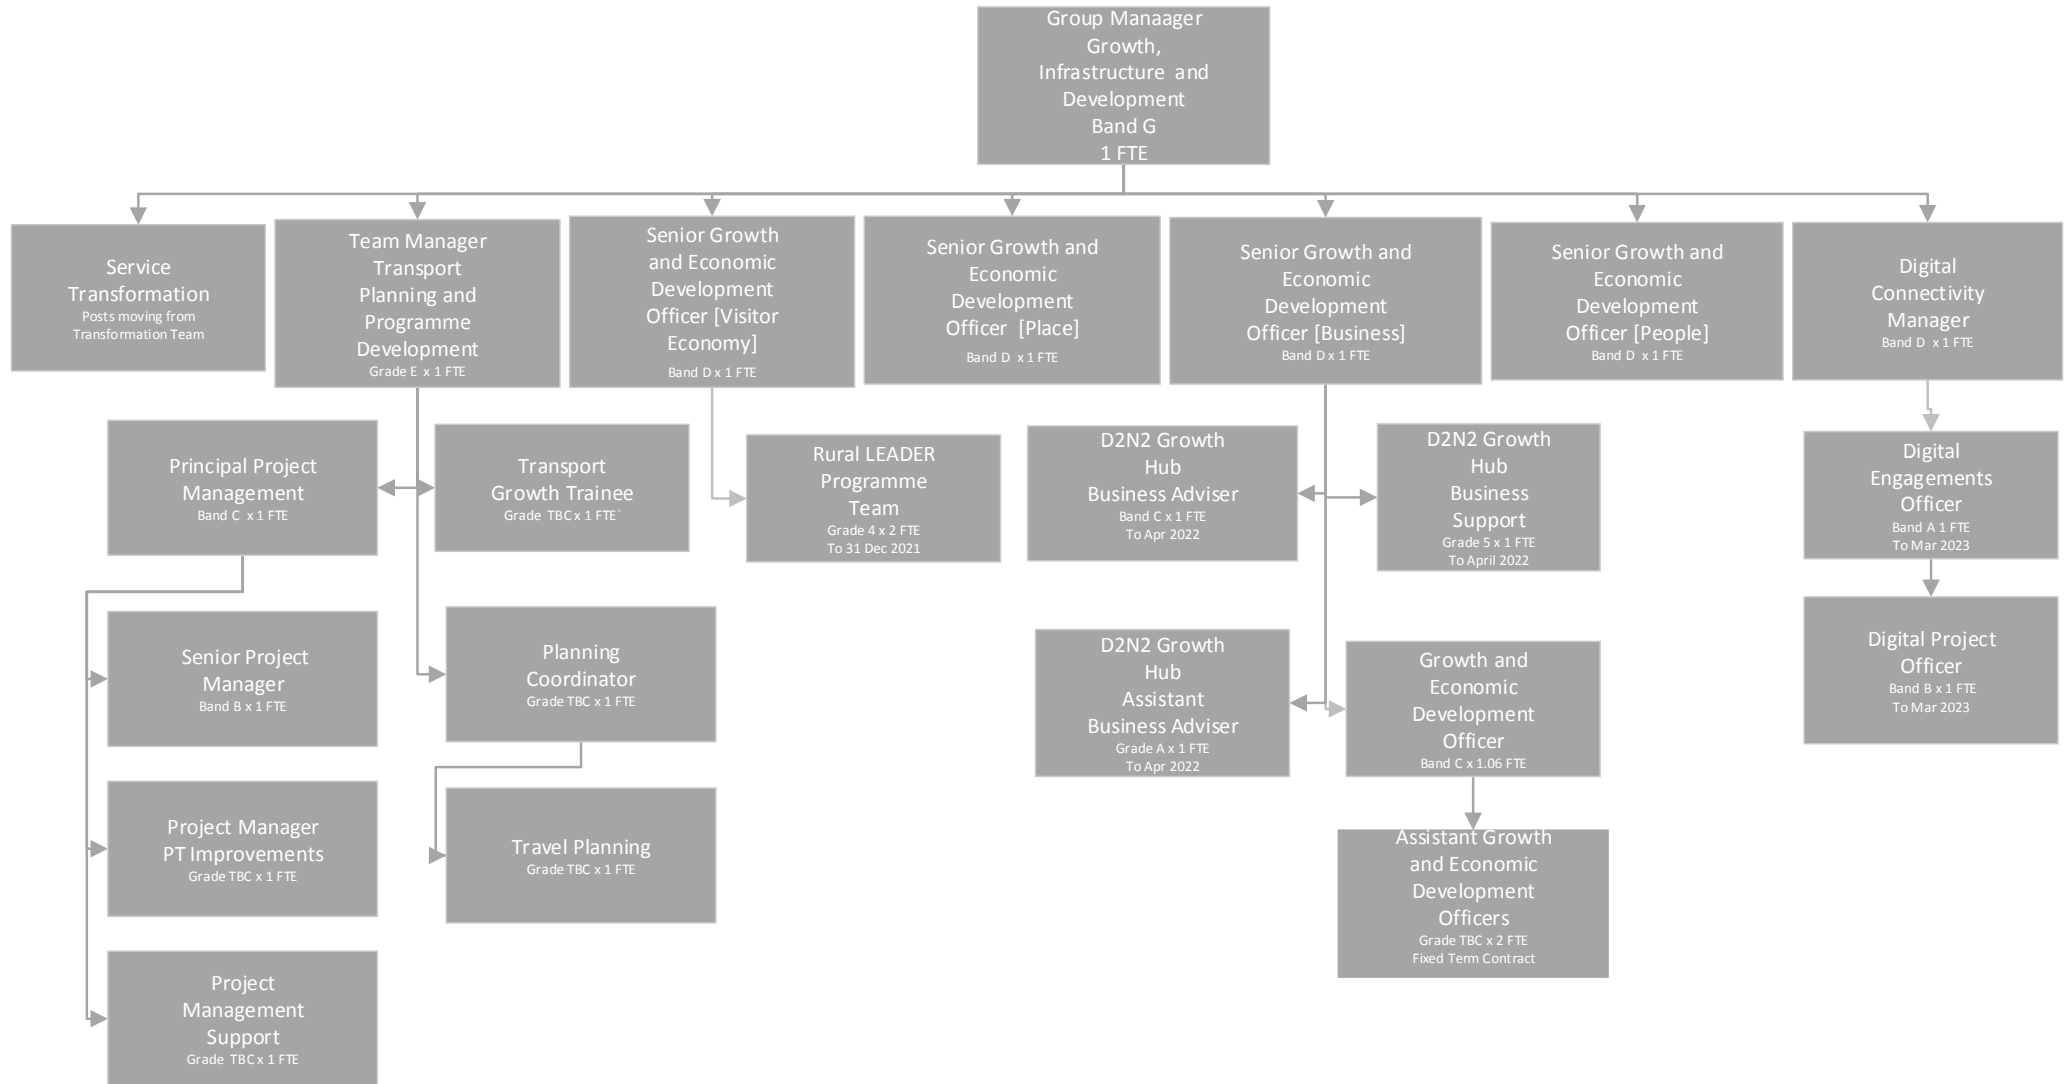 Group Manaager
Growth,
Infrastructure and
Development
Band G
1 FTE
Service
Transformation
Posts moving from
Transformation Team
Team Manager
Transport
Planning and
Programme
Development
Grade E x 1 FTE
Senior Growth
and Economic
Development
Officer [Visitor
Economy]
Band D x 1 FTE
Senior Growth and
Economic
Development
Officer [Place]
Band D x 1 FTE
Senior Growth and
Economic
Development
Officer [Business]
Band D x 1 FTE
Senior Growth and
Economic
Development
Officer [People]
Band D x 1 FTE
Digital
Connectivity
Manager
Band D x 1 FTE
Principal Project
Management
Band C x 1 FTE
Transport
Growth Trainee
Grade TBC x 1 FTE`
Rural LEADER
Programme
Team
Grade 4 x 2 FTE
To 31 Dec 2021
D2N2 Growth
Hub
Business Adviser
Band C x 1 FTE
To Apr 2022
D2N2 Growth
Hub
Business
Support
Grade 5 x 1 FTE
To April 2022
Digital
Engagements
Officer
Band A 1 FTE
To Mar 2023
Senior Project
Manager
Band B x 1 FTE
Planning
Coordinator
Grade TBC x 1 FTE
D2N2 Growth
Hub
Assistant
Business Adviser
Grade A x 1 FTE
To Apr 2022
Growth and
Economic
Development
Officer
Band C x 1.06 FTE
Digital Project
Officer
Band B x 1 FTE
To Mar 2023
Project Manager
PT Improvements
Grade TBC x 1 FTE
Travel Planning
Grade TBC x 1 FTE
Assistant Growth
and Economic
Development
Officers
Grade TBC x 2 FTE
Fixed Term Contract
Project
Management
Support
Grade TBC x 1 FTE